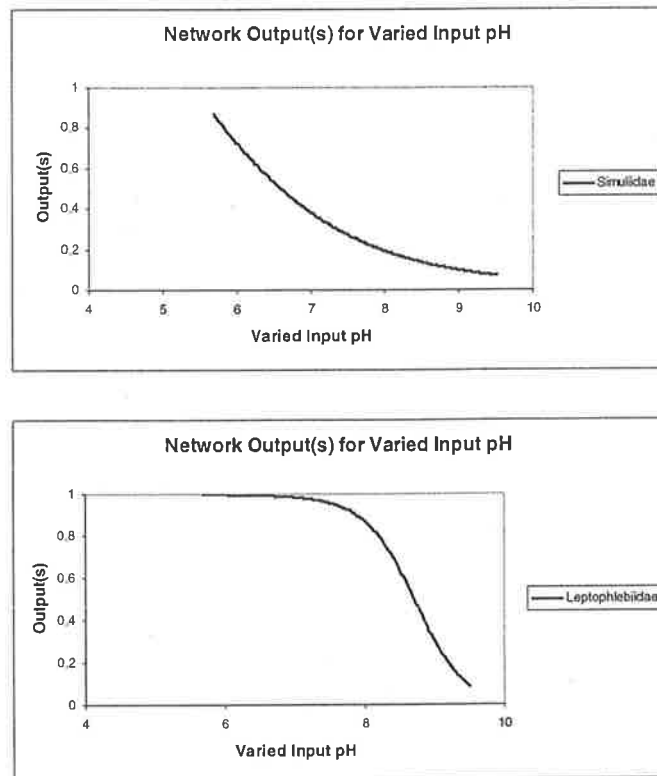 Network Output(s) for Varied Input pH
1
0,8
0,6
0,4
0,2
0
Output(s)
4 5 6 7 8 9 10
Varied Input pH
Simuliidae
Network Output(s) for Varied Input pH
1
0,8
0,6
0,4
0,2
0
Output(s)
4 6 8 10
Varied Input pH
Leptophlebiidae